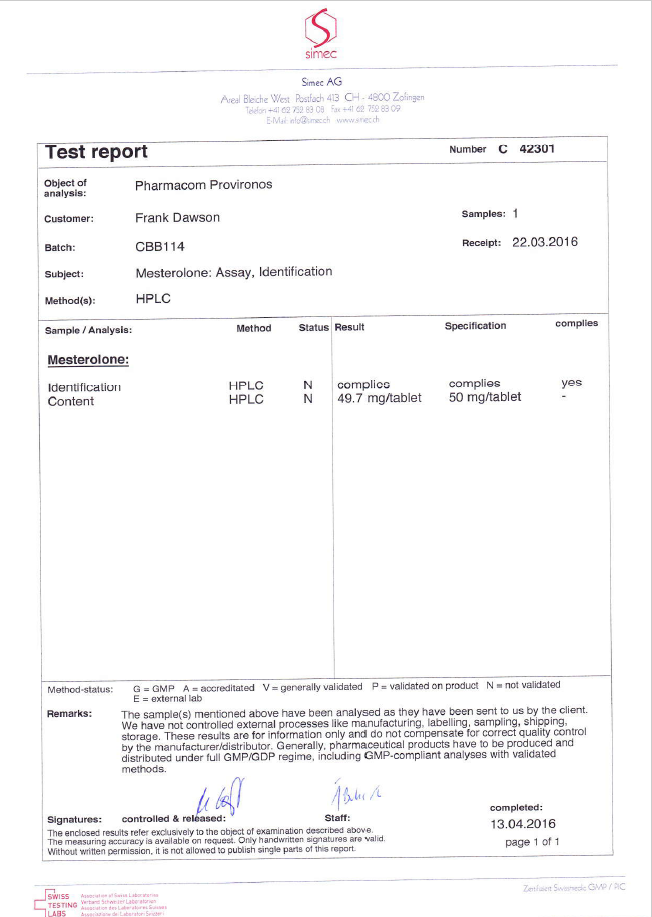 simec
Simec AG
Areal Bleiche West Postfach 413 CH - 4800 Zofingen
Telefon +41 62 752 83 08 Fax +41 62 752 83 09
E-Mail: info@simec.ch www.simec.ch
Test report
Number C 42301
Object of
analysis:
Pharmacom Provironos
Customer: Frank Dawson
Samples: 1
Batch: CBB114
Receipt: 22.03.2016
Subject: Mesterolone: Assay, Identification
Method(s): HPLC
Sample / Analysis: Method Status Result Specification complies
Mesterolone:
Identification HPLC N complies complies yes
Content HPLC N 49.7 mg/tablet 50 mg/tablet -
Method-status: G = GMP A = accreditated V = generally validated P = validated on product N = not validated
E = external lab
Remarks: The sample(s) mentioned above have been analysed as they have been sent to us by the client.
We have not controlled external processes like manufacturing, labelling, sampling, shipping,
storage. These results are for information only and do not compensate for correct quality control
by the manufacturer/distributor. Generally, pharmaceutical products have to be produced and
distributed under full GMP/GDP regime, including GMP-compliant analyses with validated
methods.
Signatures: controlled & released: Staff:
completed:
13.04.2016
page 1 of 1
The enclosed results refer exclusively to the object of examination described above.
The measuring accuracy is available on request. Only handwritten signatures are valid.
Without written permission, it is not allowed to publish single parts of this report.
SWISS
TESTING
LABS
Association of Swiss Laboratories
Verband Schweizer Laboratorien
Association des Laboratoires Suisses
Associazione dei Laboratori Svizzeri
Zertifiziert Swissmedic GMP / PIC